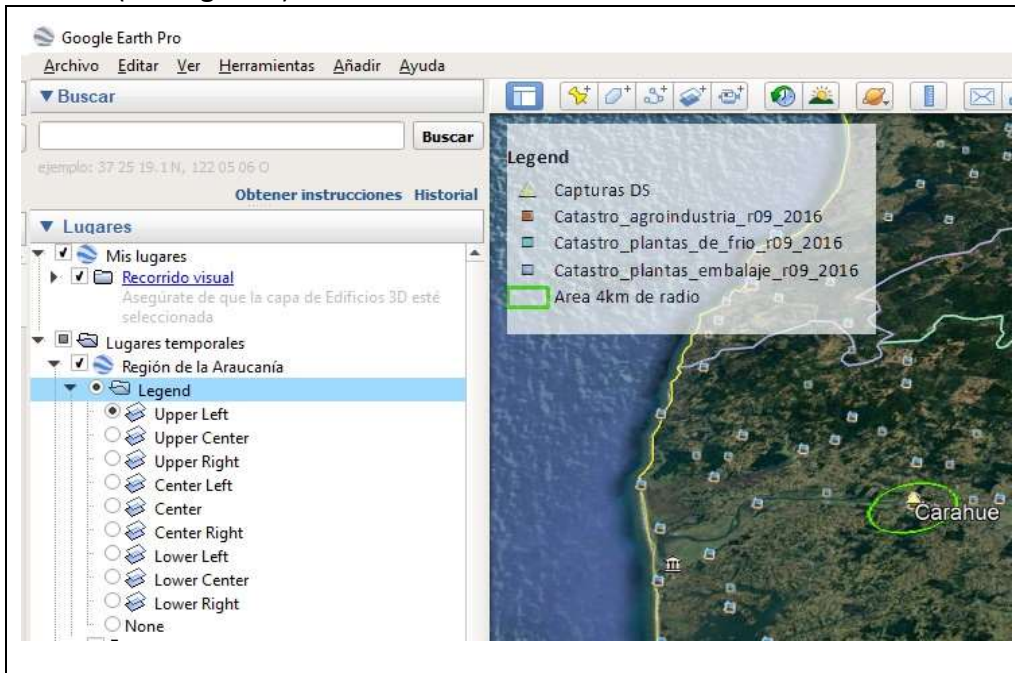 Google Earth Pro
Archivo Editar Ver Herramientas Añadir Ayuda
Buscar
Buscar
ejemplo: 37 25 19.1 N, 122 05 06 O
Obtener instrucciones Historial
Lugares
Mis lugares
Recorrido visual
Asegúrate de que la capa de Edificios 3D esté
seleccionada
Lugares temporales
Región de la Araucanía
Legend
Upper Left
Upper Center
Upper Right
Center Left
Center
Center Right
Lower Left
Lower Center
Lower Right
None
Legend
Capturas DS
Catastro_agroindustria_r09_2016
Catastro_plantas_de_frio_r09_2016
Catastro_plantas_embalaje_r09_2016
Area 4km de radio
Carahue